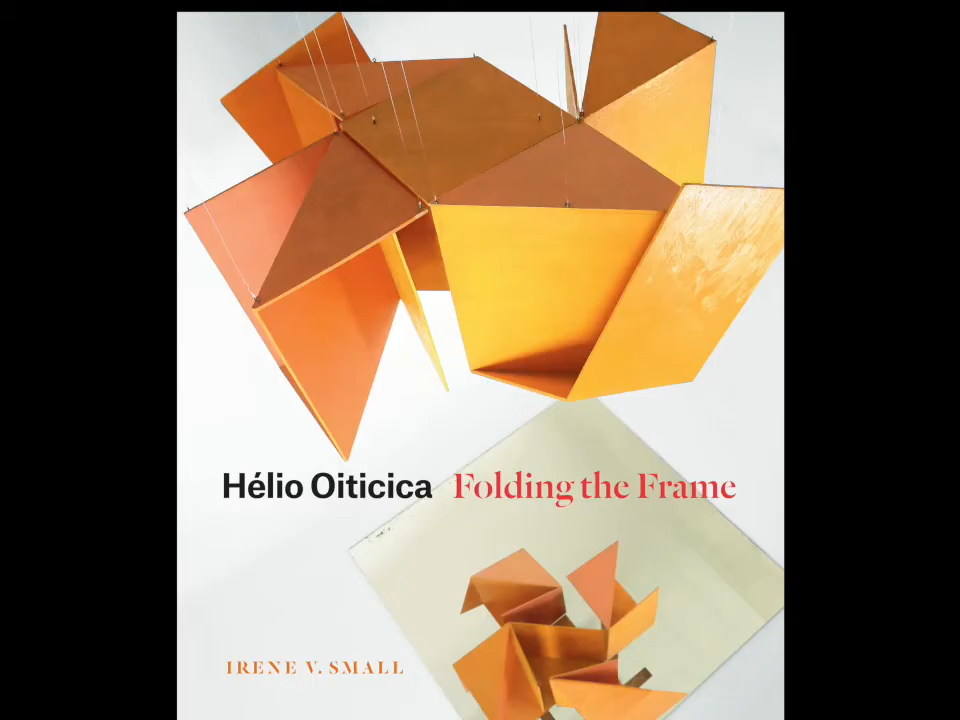 Hélio Oiticica Folding the Frame
IRENE V. SMALL